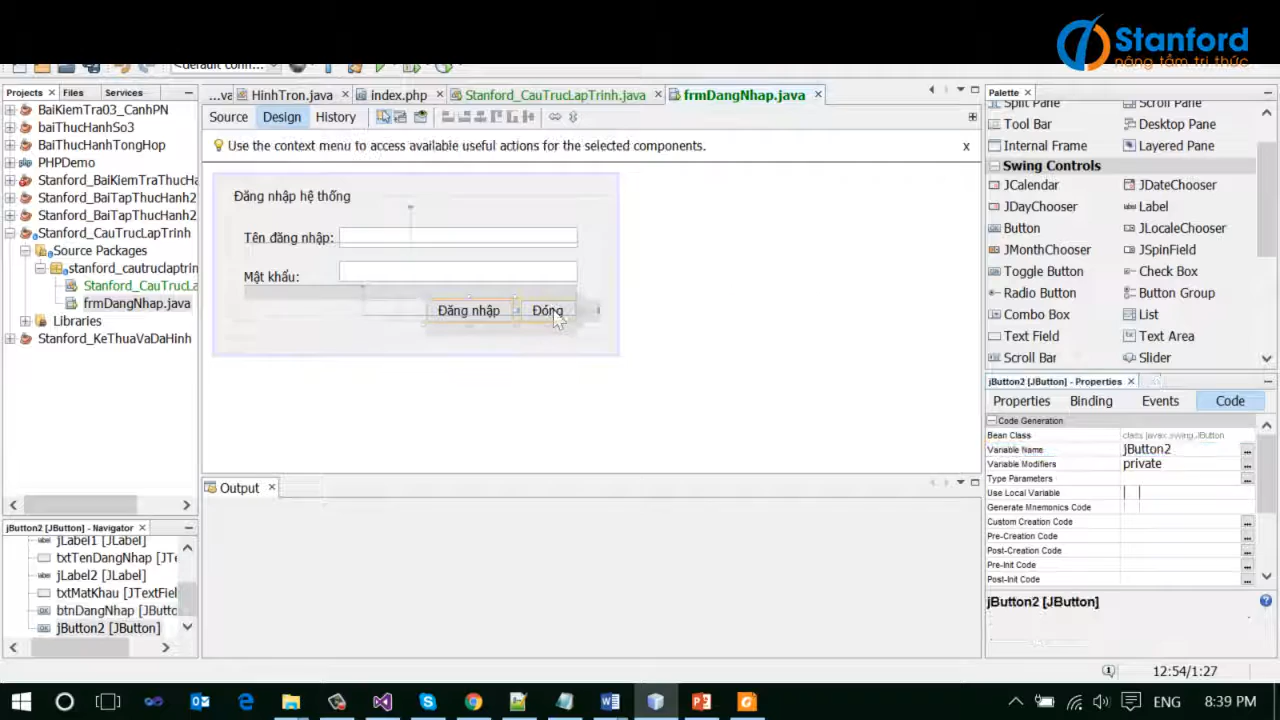 Stanford
nâng tầm tri thức
<default conn...
Projects
Files
Services
...va
HinhTron.java
index.php
Stanford_CauTrucLapTrinh.java
frmDangNhap.java
Palette
BaiKiemTra03_CanhPN
baiThucHanhSo3
BaiThucHanhTongHop
PHPDemo
Stanford_BaiKiemTraThucHa
Stanford_BaiTapThucHanh2
Stanford_BaiTapThucHanh2
Stanford_CauTrucLapTrinh
Source Packages
stanford_cautruclaptrin
Stanford_CauTrucLa
frmDangNhap.java
Libraries
Stanford_KeThuaVaDaHinh
Source
Design
History
Use the context menu to access available useful actions for the selected components.
x
Đăng nhập hệ thống
Tên đăng nhập:
Mật khẩu:
Đăng nhập
Đóng
Split Pane
Scroll Pane
Tool Bar
Desktop Pane
Internal Frame
Layered Pane
Swing Controls
JCalendar
JDateChooser
JDayChooser
Label
Button
JLocaleChooser
JMonthChooser
JSpinField
Toggle Button
Check Box
Radio Button
Button Group
Combo Box
List
Text Field
Text Area
Scroll Bar
Slider
jButton2 [JButton] - Properties
Properties
Binding
Events
Code
Code Generation
Bean Class
class javax.swing.JButton
Variable Name
jButton2
Variable Modifiers
private
Type Parameters
Use Local Variable
Generate Mnemonics Code
Custom Creation Code
Pre-Creation Code
Post-Creation Code
Pre-Init Code
Post-Init Code
jButton2 [JButton]
Output
jButton2 [JButton] - Navigator
jLabel1 [JLabel]
txtTenDangNhap [JTe
jLabel2 [JLabel]
txtMatKhau [JTextField
btnDangNhap [JButto
jButton2 [JButton]
12:54/1:27
ENG
8:39 PM